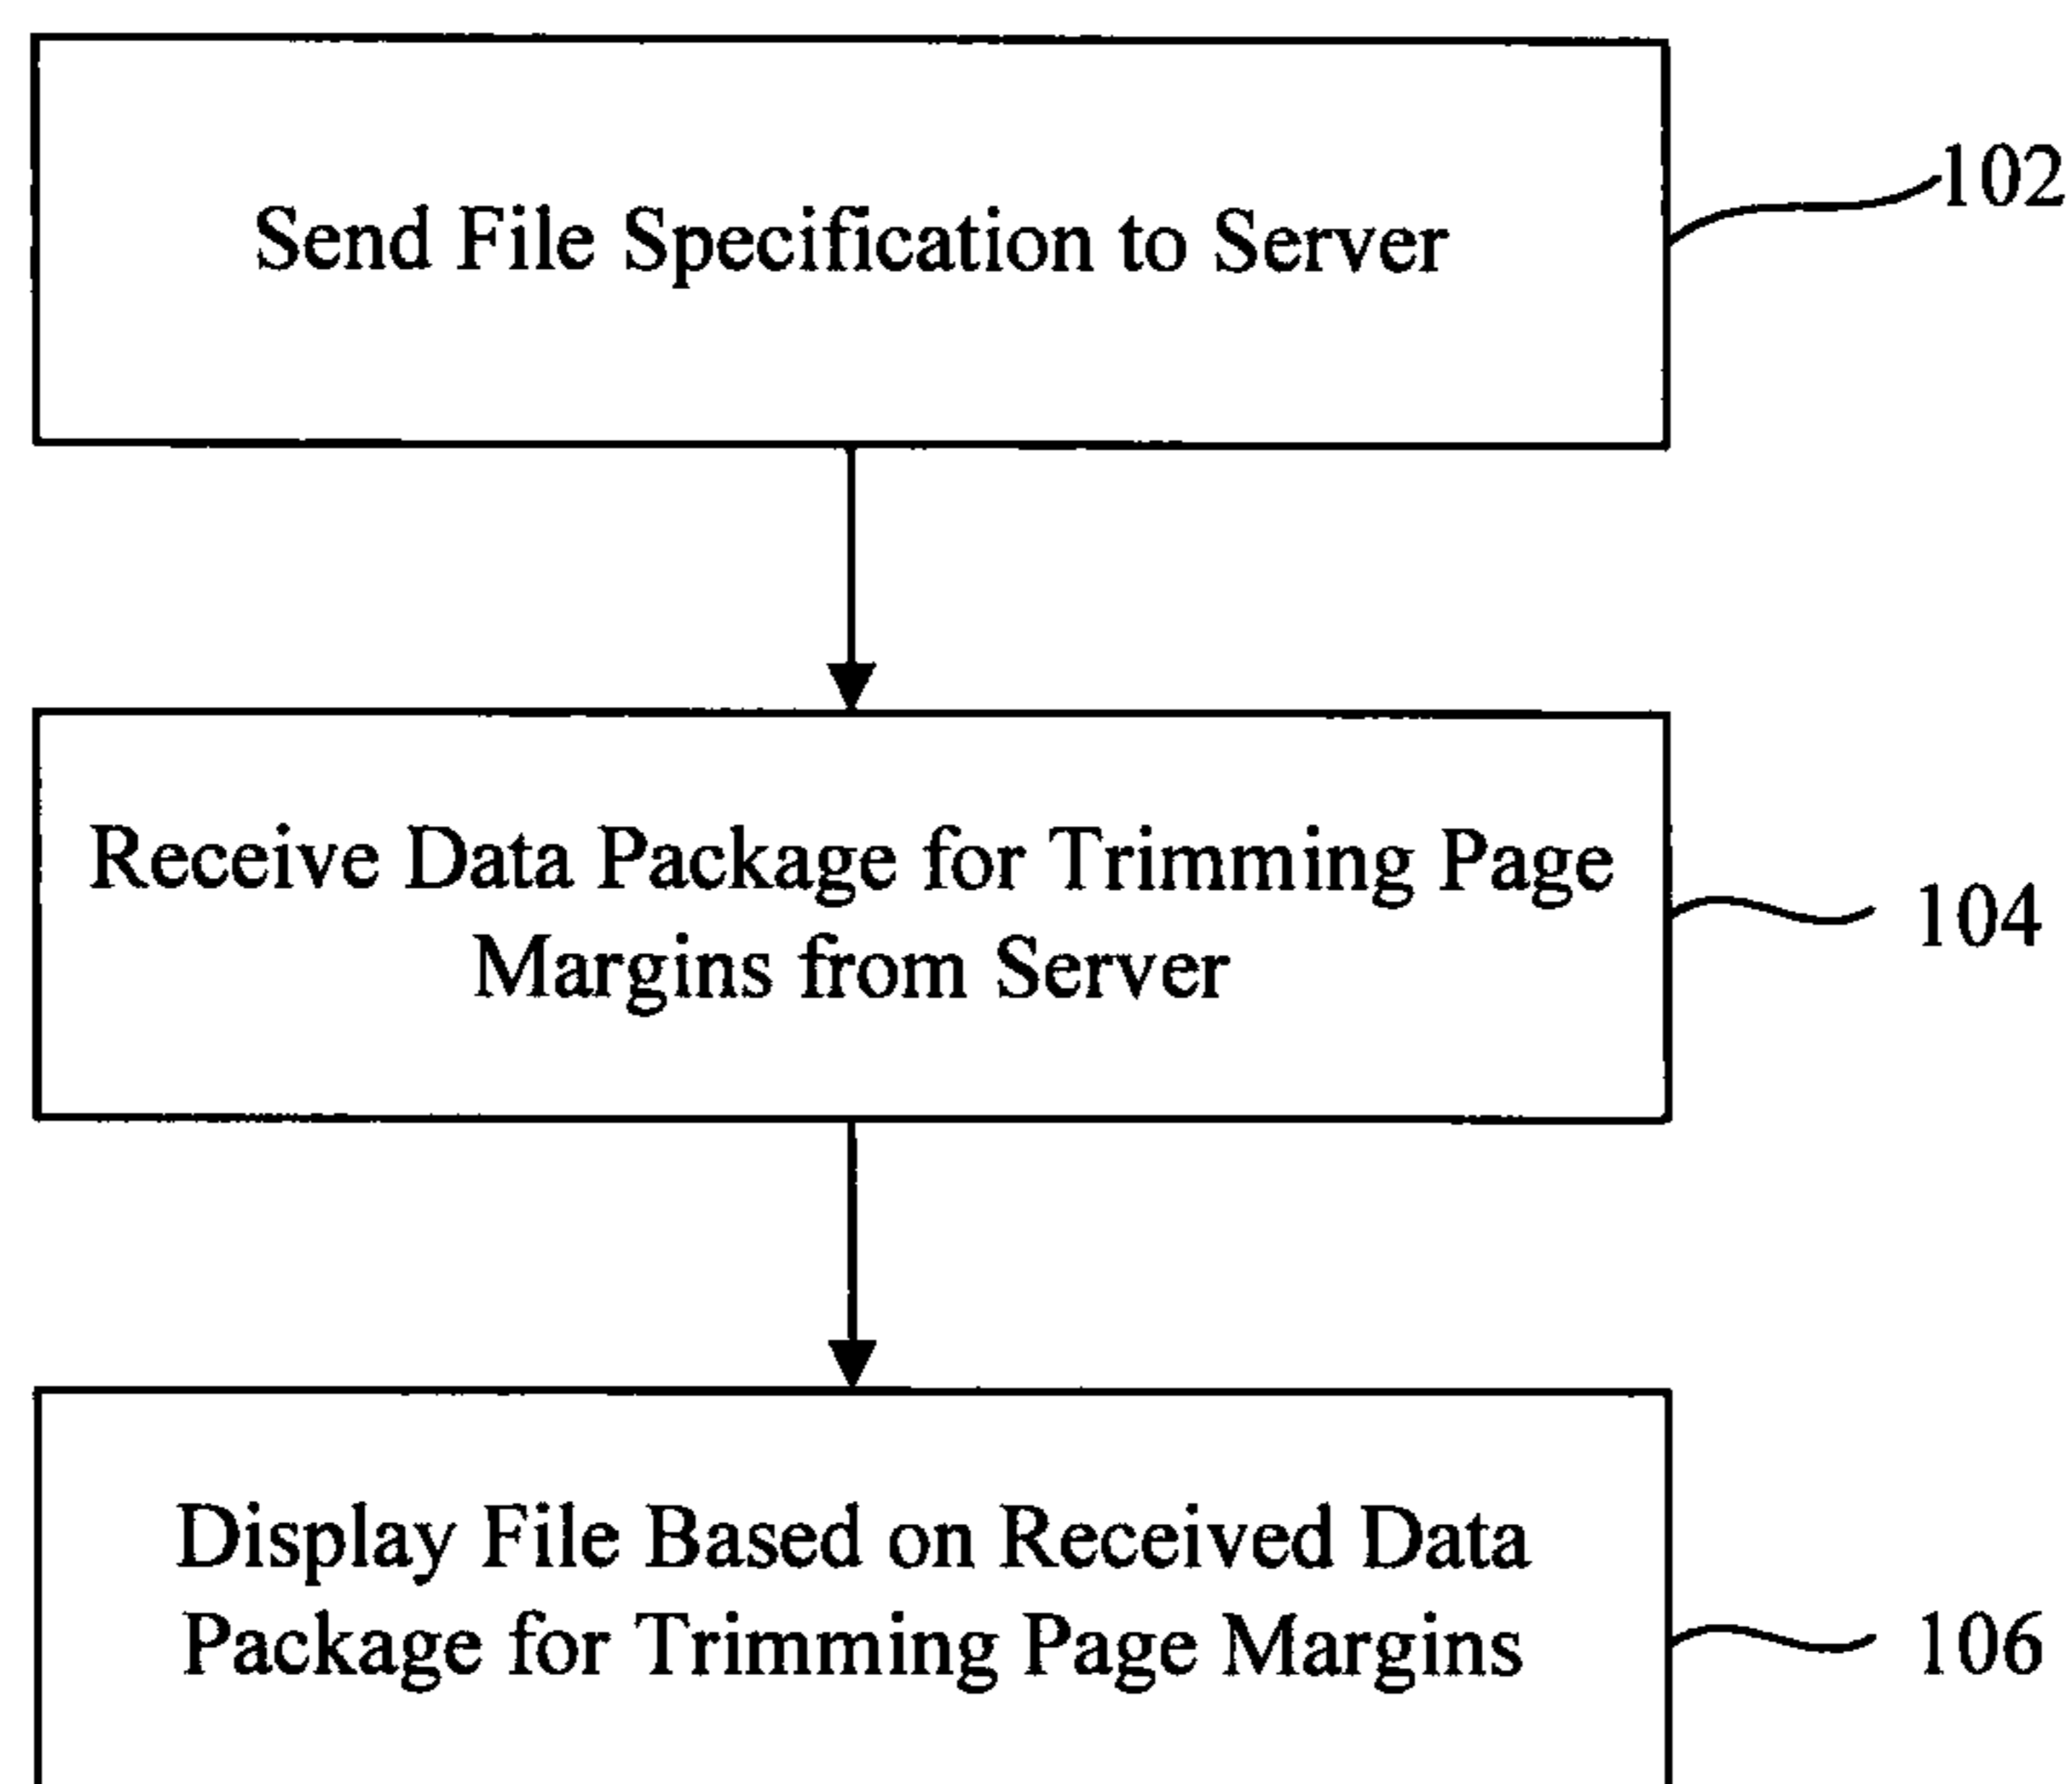 Send File Specification to Server
102
Receive Data Package for Trimming Page
Margins from Server
104
Display File Based on Received Data
Package for Trimming Page Margins
106